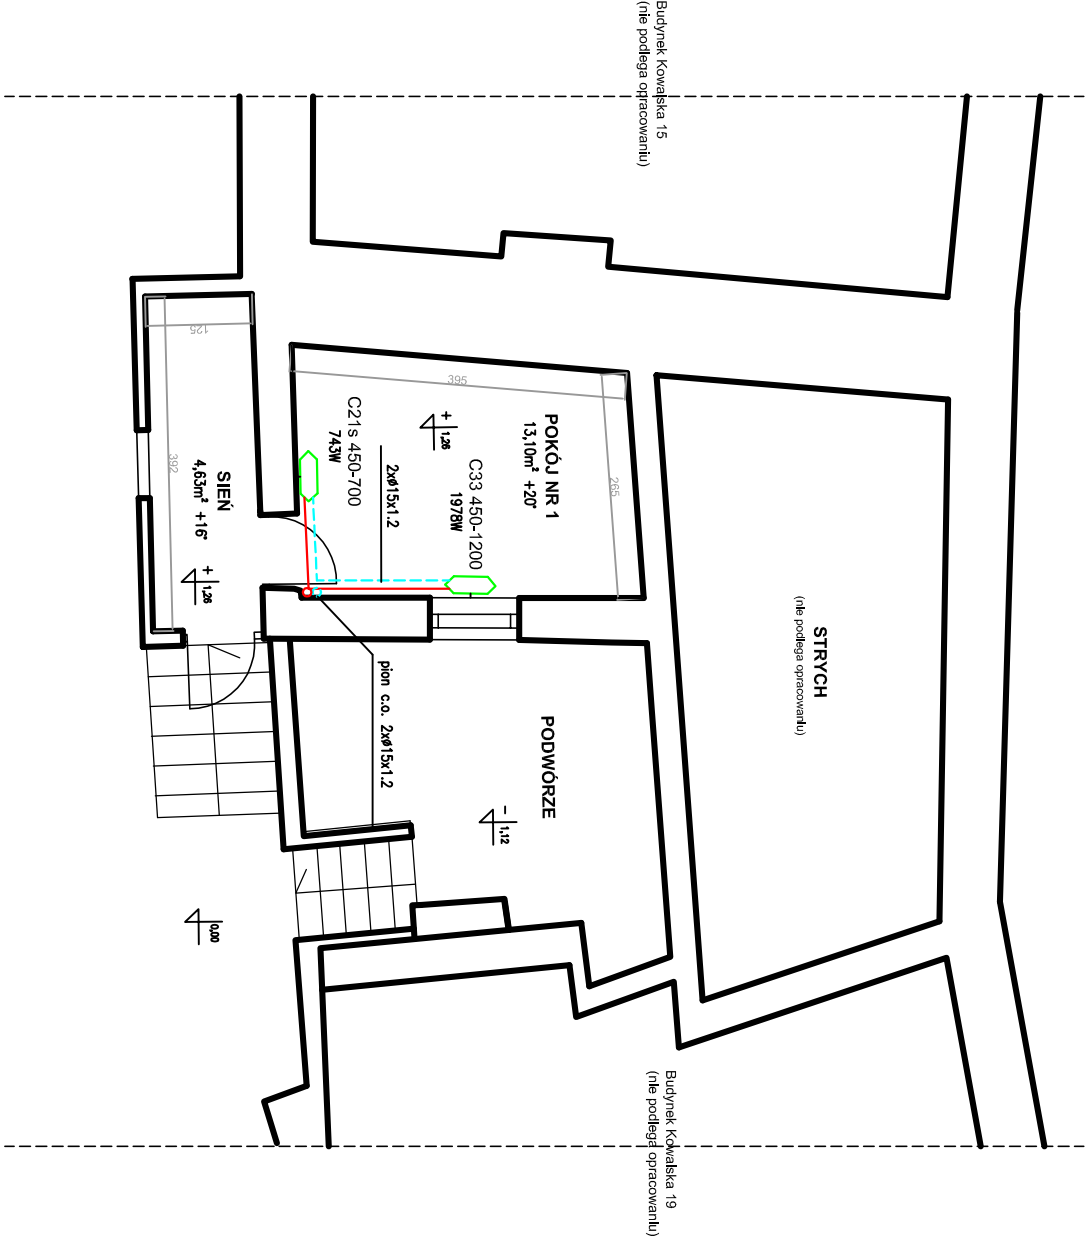 Budynek Kowalska 15
(nie podlega opracowaniu)
STRYCH
(nie podlega opracowaniu)
POKÓJ NR 1
13,10m² +20°
265
395
C33 450-1200
1978W
+
1,26
2xø15x1.2
C21s 450-700
743W
SIEŃ
4,63m² +16°
125
392
+
1,26
PODWÓRZE
-
1,12
pion c.o. 2xø15x1.2
0,00
Budynek Kowalska 19
(nie podlega opracowaniu)